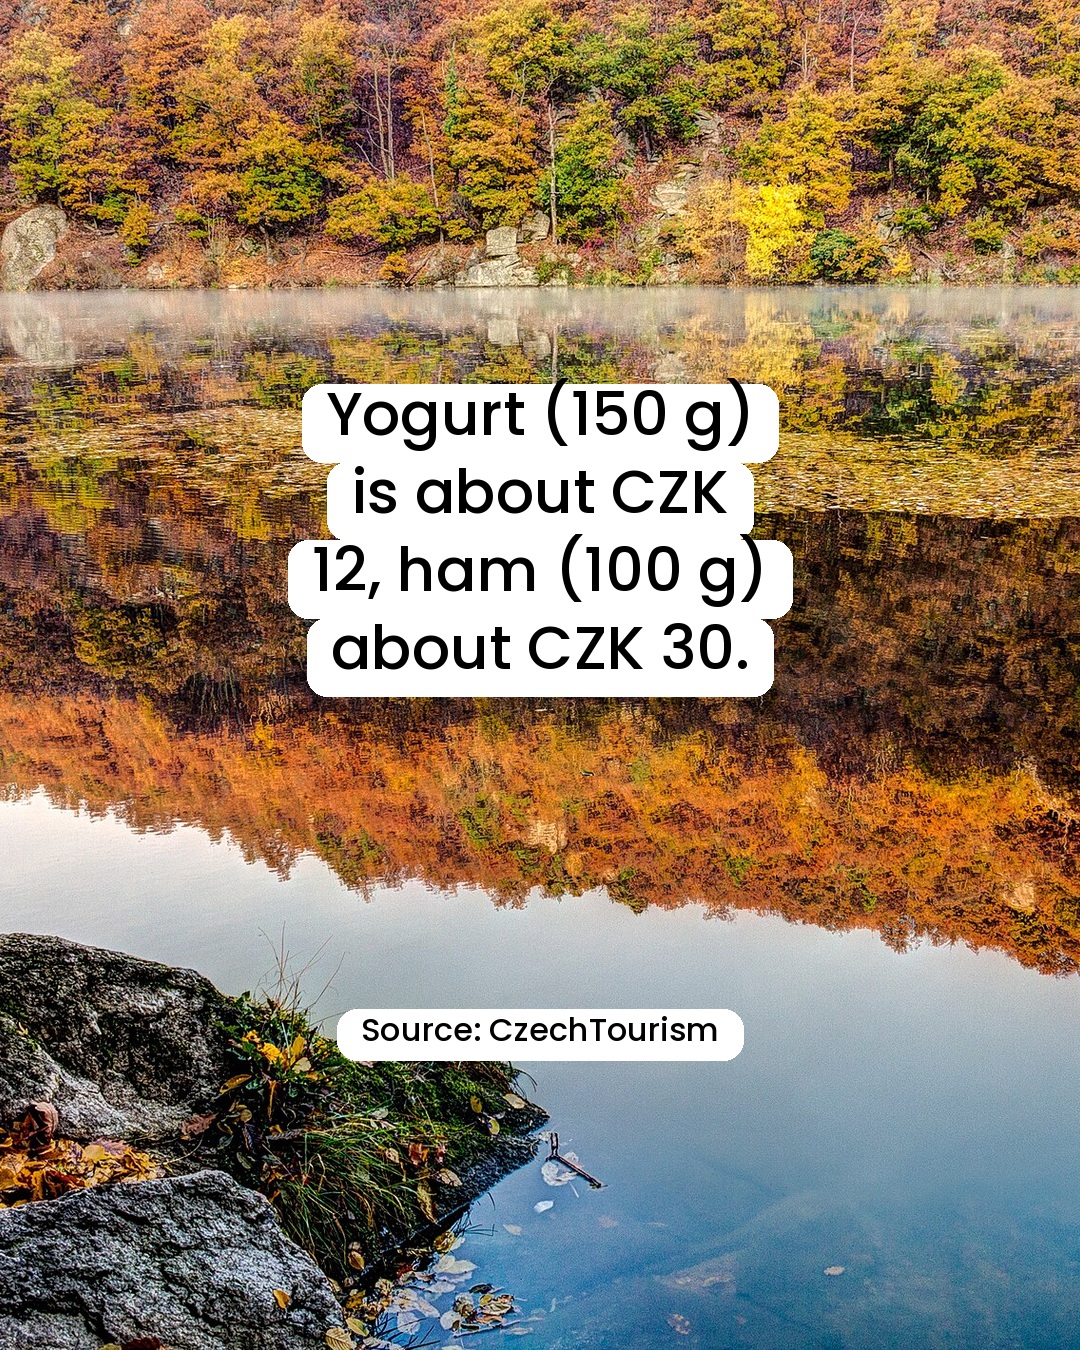 Yogurt (150 g)
is about CZK
12, ham (100 g)
about CZK 30.
Source: CzechTourism